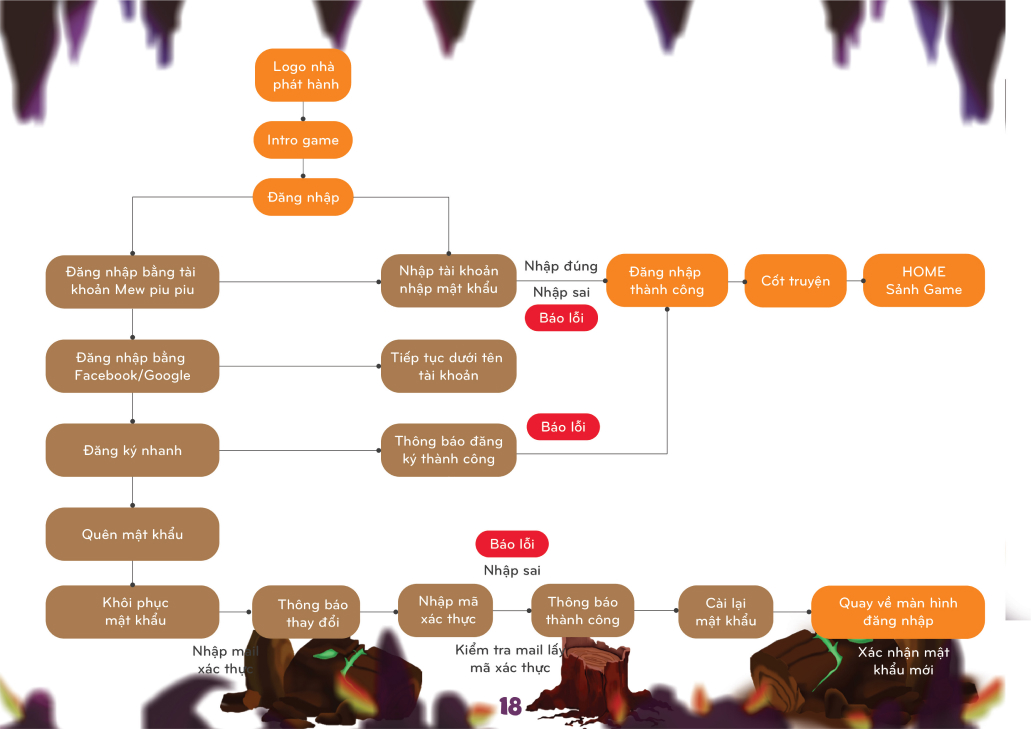 Logo nhà
phát hành
Intro game
Đăng nhập
Đăng nhập bằng tài
khoản Mew piu piu
Nhập tài khoản
nhập mật khẩu
Nhập đúng
Nhập sai
Báo lỗi
Đăng nhập
thành công
Cốt truyện
HOME
Sảnh Game
Đăng nhập bằng
Facebook/Google
Tiếp tục dưới tên
tài khoản
Đăng ký nhanh
Thông báo đăng
ký thành công
Báo lỗi
Quên mật khẩu
Báo lỗi
Nhập sai
Khôi phục
mật khẩu
Thông báo
thay đổi
Nhập mã
xác thực
Thông báo
thành công
Cài lại
mật khẩu
Quay về màn hình
đăng nhập
Nhập mail
xác thực
Kiểm tra mail lấy
mã xác thực
Xác nhận mật
khẩu mới
18